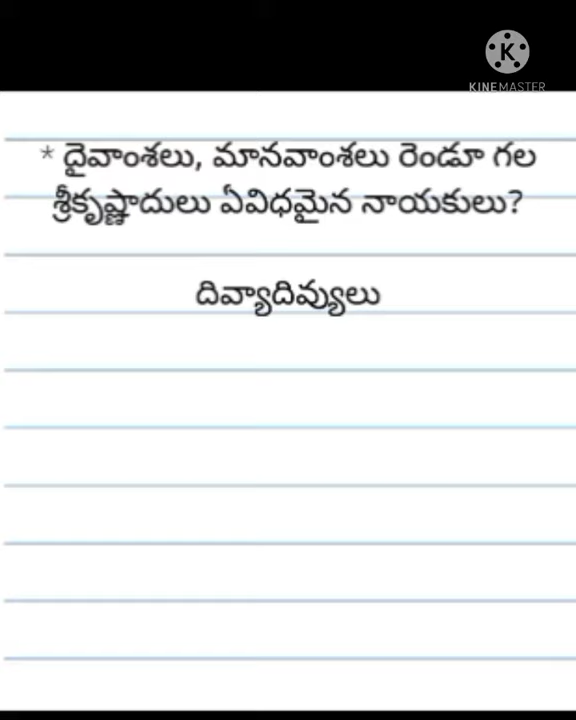 KINEMASTER
* దైవాంశలు, మానవాంశలు రెండూ గల
శ్రీకృష్ణాదులు ఏవిధమైన నాయకులు?
దివ్యాదివ్యులు